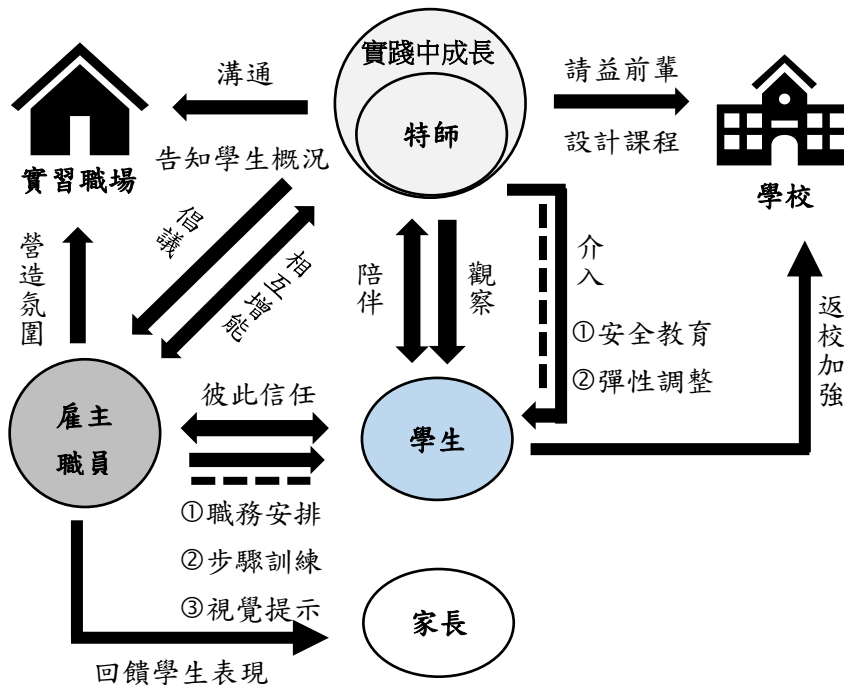 實踐中成長
特師
溝通
告知學生概況
實習職場
請益前輩
設計課程
學校
倡議
相互增能
營造氛圍
陪伴
觀察
介入
①安全教育
②彈性調整
返校加強
雇主
職員
彼此信任
學生
①職務安排
②步驟訓練
③視覺提示
家長
回饋學生表現